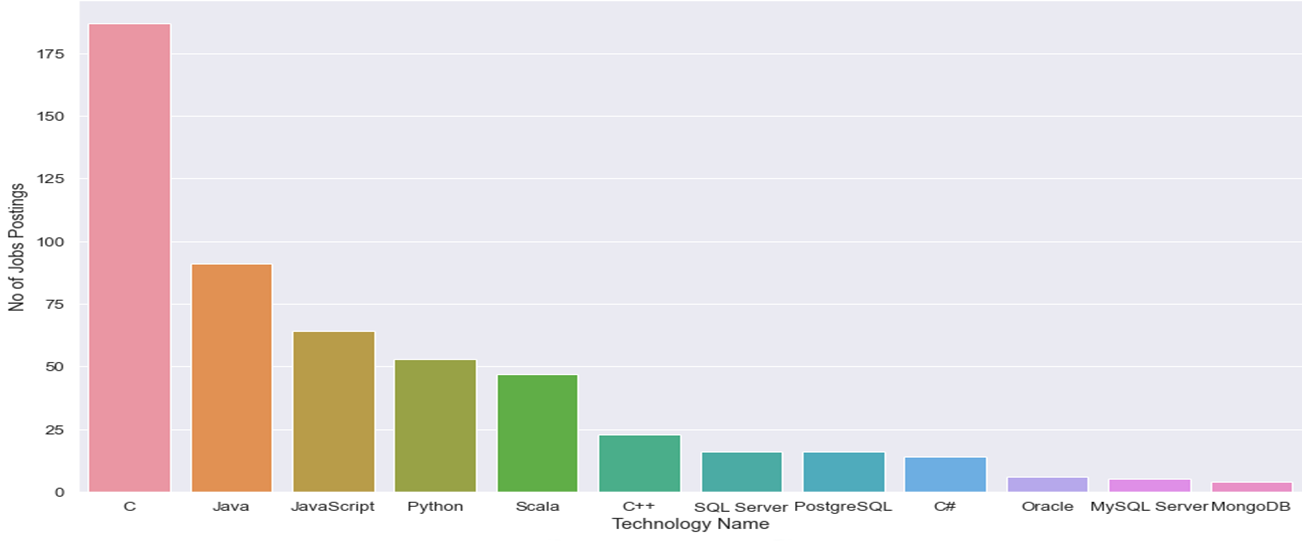 175
150
125
100
75
50
25
0
No of Jobs Postings
C Java JavaScript Python Scala C++ SQL Server PostgreSQL C# Oracle MySQL Server MongoDB
Technology Name